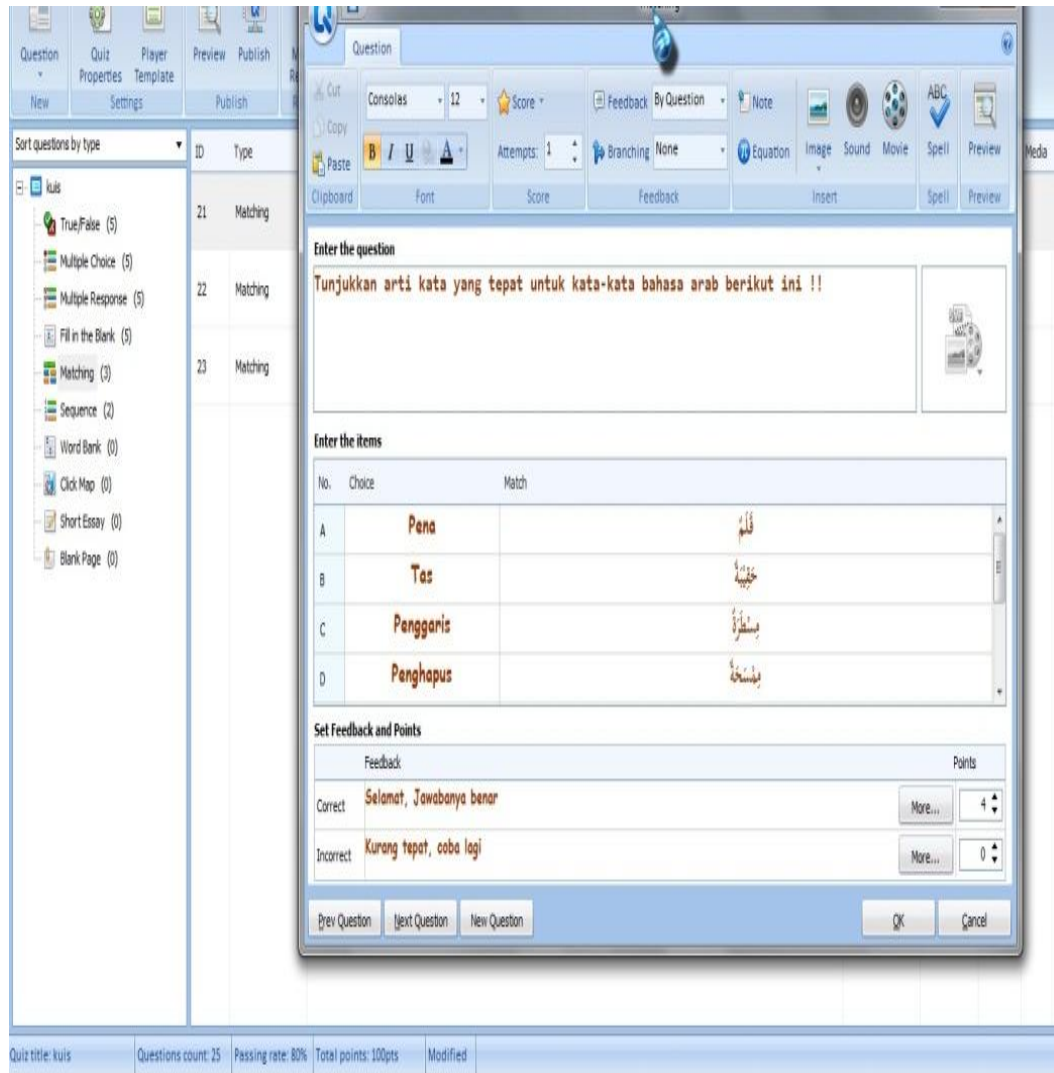 Question
Quiz Properties
Player Template
Preview
Publish
New
Settings
Publish
Sort questions by type
ID
Type
Meda
kuis
True/False (5)
Multiple Choice (5)
Multiple Response (5)
Fill in the Blank (5)
Matching (3)
Sequence (2)
Word Bank (0)
Click Map (0)
Short Essay (0)
Blank Page (0)
21 Matching
22 Matching
23 Matching
Question
Cut
Copy
Paste
Clipboard
Consolas 12
B I U A
Font
Score
Attempts: 1
Score
Feedback By Question
Branching None
Feedback
Note
Equation
Image
Sound
Movie
Insert
ABC
Spell
Spell
Preview
Preview
Enter the question
Tunjukkan arti kata yang tepat untuk kata-kata bahasa arab berikut ini !!
Enter the items
No. Choice Match
A Pena قَلَمٌ
B Tas حَقِيْبَةٌ
C Penggaris مِسْطَرَةٌ
D Penghapus مِمْسَحَةٌ
Set Feedback and Points
Feedback Points
Correct Selamat, Jawabanya benar More... 4
Incorrect Kurang tepat, coba lagi More... 0
Prev Question Next Question New Question OK Cancel
Quiz title: kuis Questions count: 25 Passing rate: 80% Total points: 100pts Modified